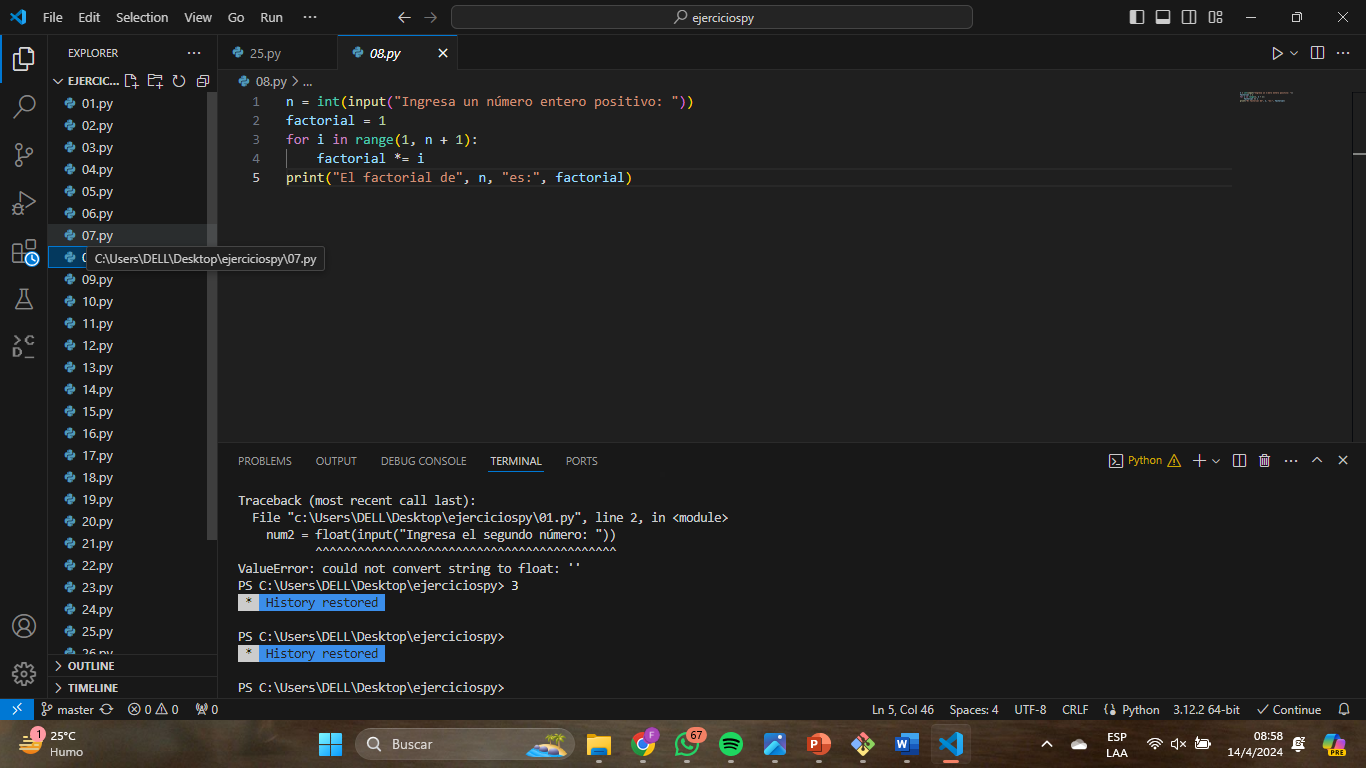 File Edit Selection View Go Run ··· ejerciciospy
EXPLORER ···
25.py
08.py
EJERCIC...
08.py > ...
01.py
02.py
03.py
04.py
05.py
06.py
07.py
C:\Users\DELL\Desktop\ejerciciospy\07.py
09.py
10.py
11.py
12.py
13.py
14.py
15.py
16.py
17.py
18.py
19.py
20.py
21.py
22.py
23.py
24.py
25.py
26.py
OUTLINE
TIMELINE
1 n = int(input("Ingresa un número entero positivo: "))
2 factorial = 1
3 for i in range(1, n + 1):
4     factorial *= i
5 print("El factorial de", n, "es:", factorial)
PROBLEMS OUTPUT DEBUG CONSOLE TERMINAL PORTS
Python
Traceback (most recent call last):
  File "c:\Users\DELL\Desktop\ejerciciospy\01.py", line 2, in <module>
    num2 = float(input("Ingresa el segundo número: "))
           ^^^^^^^^^^^^^^^^^^^^^^^^^^^^^^^^^^^^^^^^^^^
ValueError: could not convert string to float: ''
PS C:\Users\DELL\Desktop\ejerciciospy> 3
* History restored
PS C:\Users\DELL\Desktop\ejerciciospy>
* History restored
PS C:\Users\DELL\Desktop\ejerciciospy>
master 0 0 0 Ln 5, Col 46 Spaces: 4 UTF-8 CRLF Python 3.12.2 64-bit Continue
1
25°C
Humo
Buscar
F
67
ESP
LAA
08:58
14/4/2024
PRE